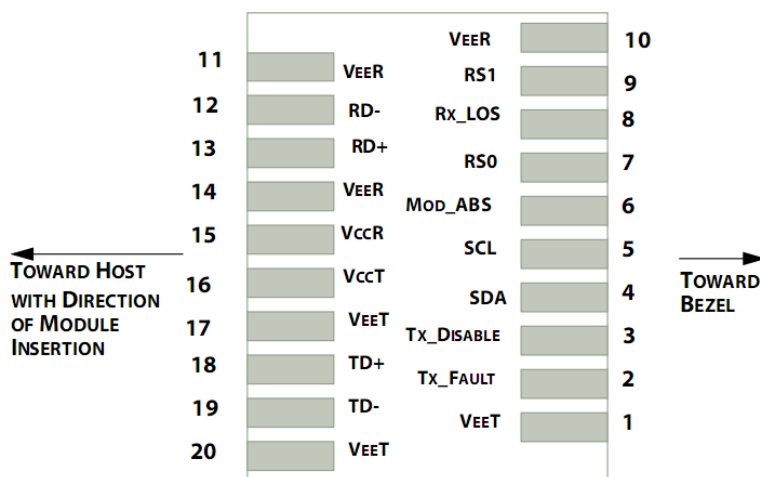 VEER 10
11 VEER
RS1 9
12 RD-
Rx_LOS 8
13 RD+
RS0 7
14 VEER
MOD_ABS 6
15 VCCR
SCL 5
TOWARD HOST
WITH DIRECTION
OF MODULE
INSERTION
TOWARD
BEZEL
16 VCCT
SDA 4
17 VEET
TX_DISABLE 3
18 TD+
TX_FAULT 2
19 TD-
VEET 1
20 VEET